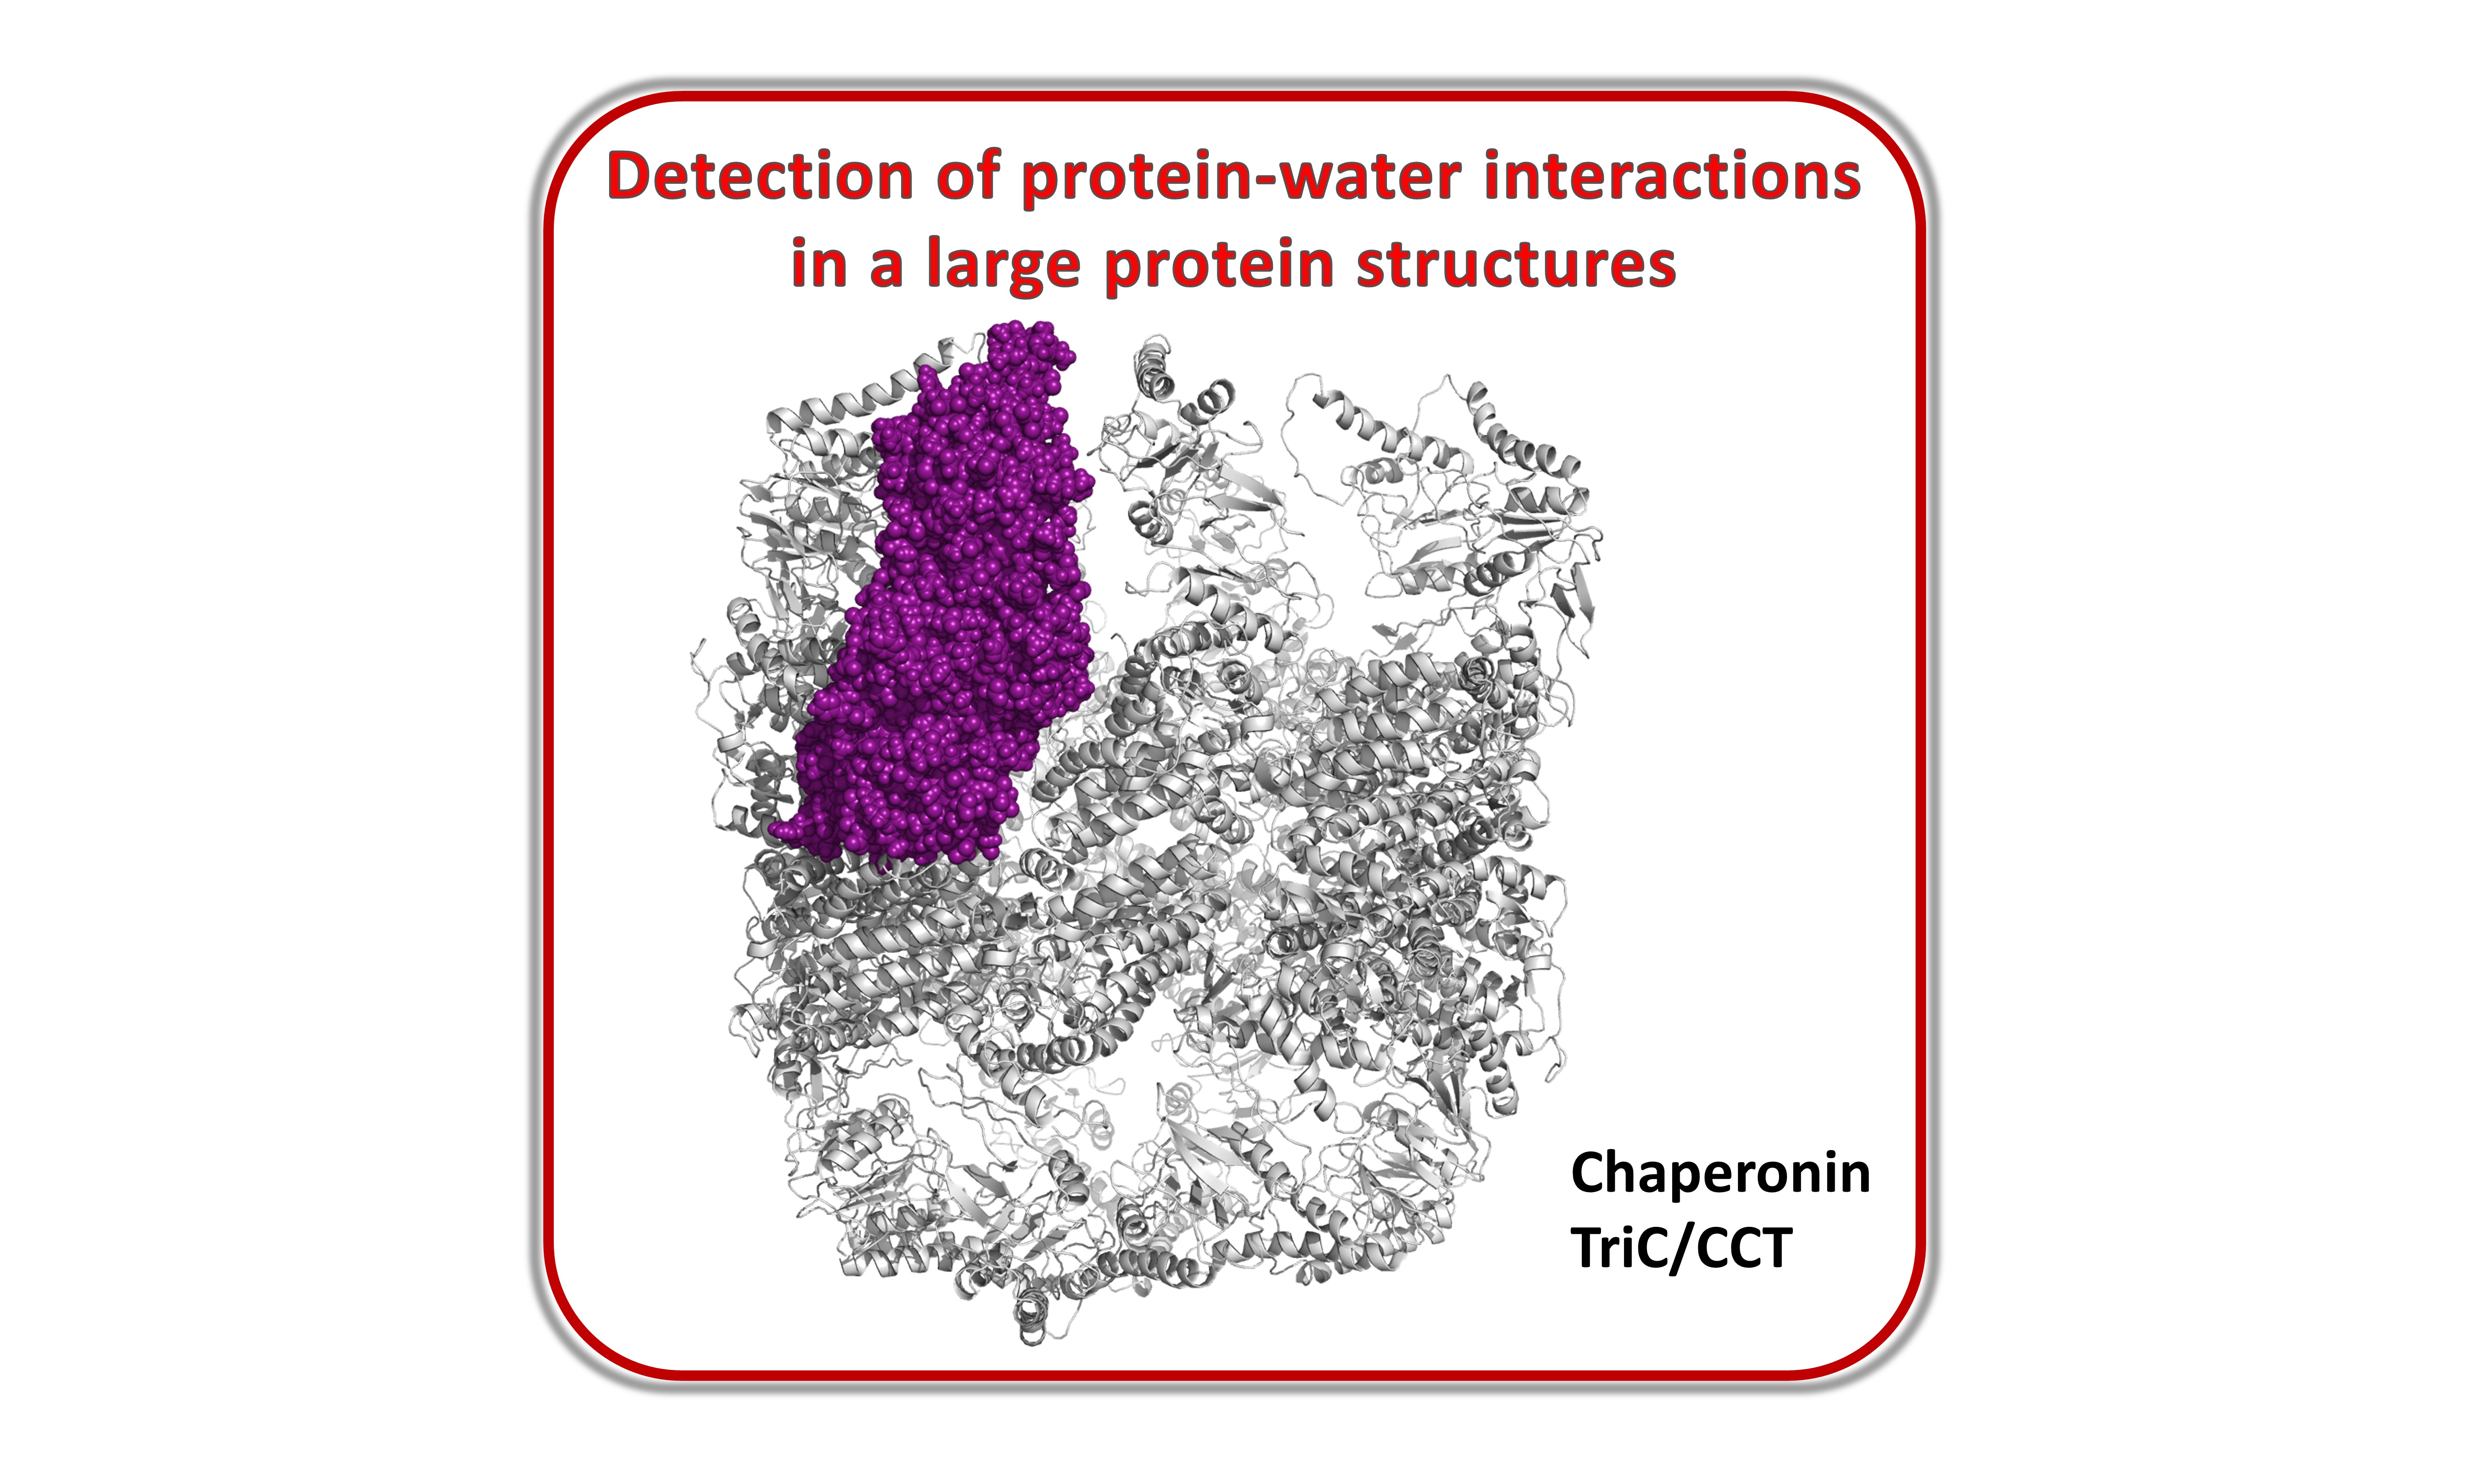 Detection of protein-water interactions
in a large protein structures
Chaperonin
TriC/CCT